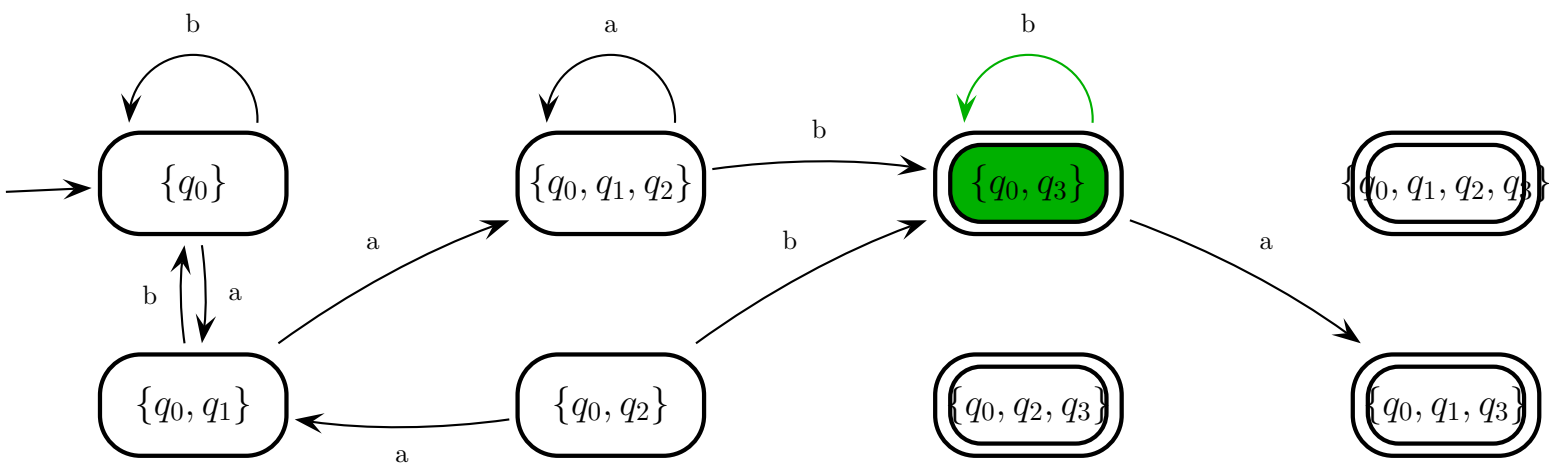 b a b
b
{q₀} {q₀, q₁, q₂} {q₀, q₃} {q₀, q₁, q₂, q₃}
a b a
b a
{q₀, q₁} {q₀, q₂} {q₀, q₂, q₃} {q₀, q₁, q₃}
a